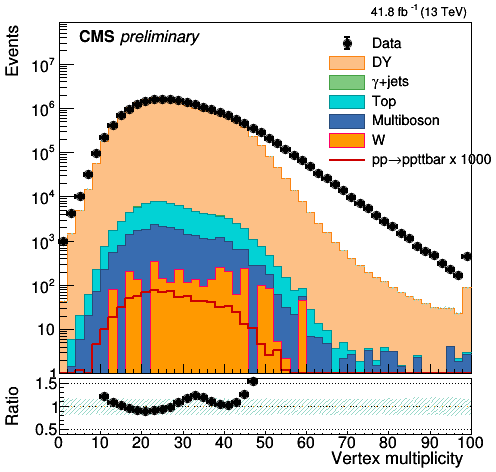 41.8 fb⁻¹ (13 TeV)
CMS preliminary
Events
Data
DY
γ+jets
Top
Multiboson
W
pp→ppttbar x 1000
10⁷
10⁶
10⁵
10⁴
10³
10²
10
1
Ratio
1.5
1
0.5
0 10 20 30 40 50 60 70 80 90 100
Vertex multiplicity